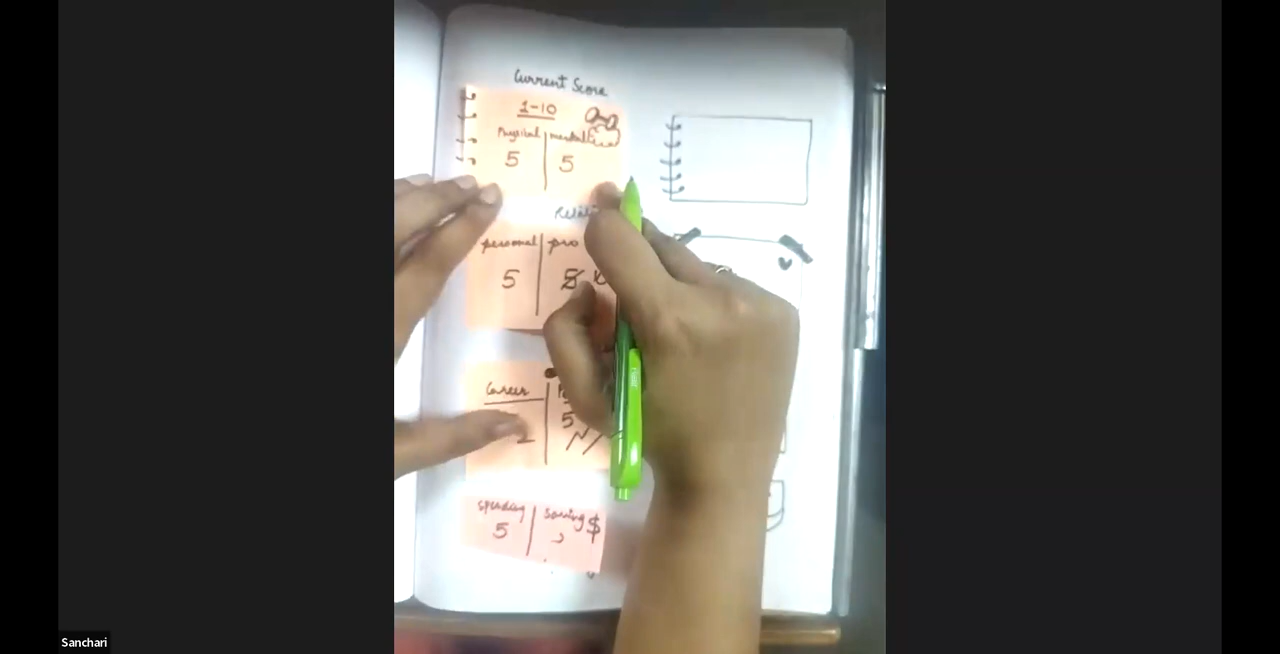 Current Score
1-10
Physical mental
5 5
personal pro
5
Career
5
Spending Saving $
5
Sanchari